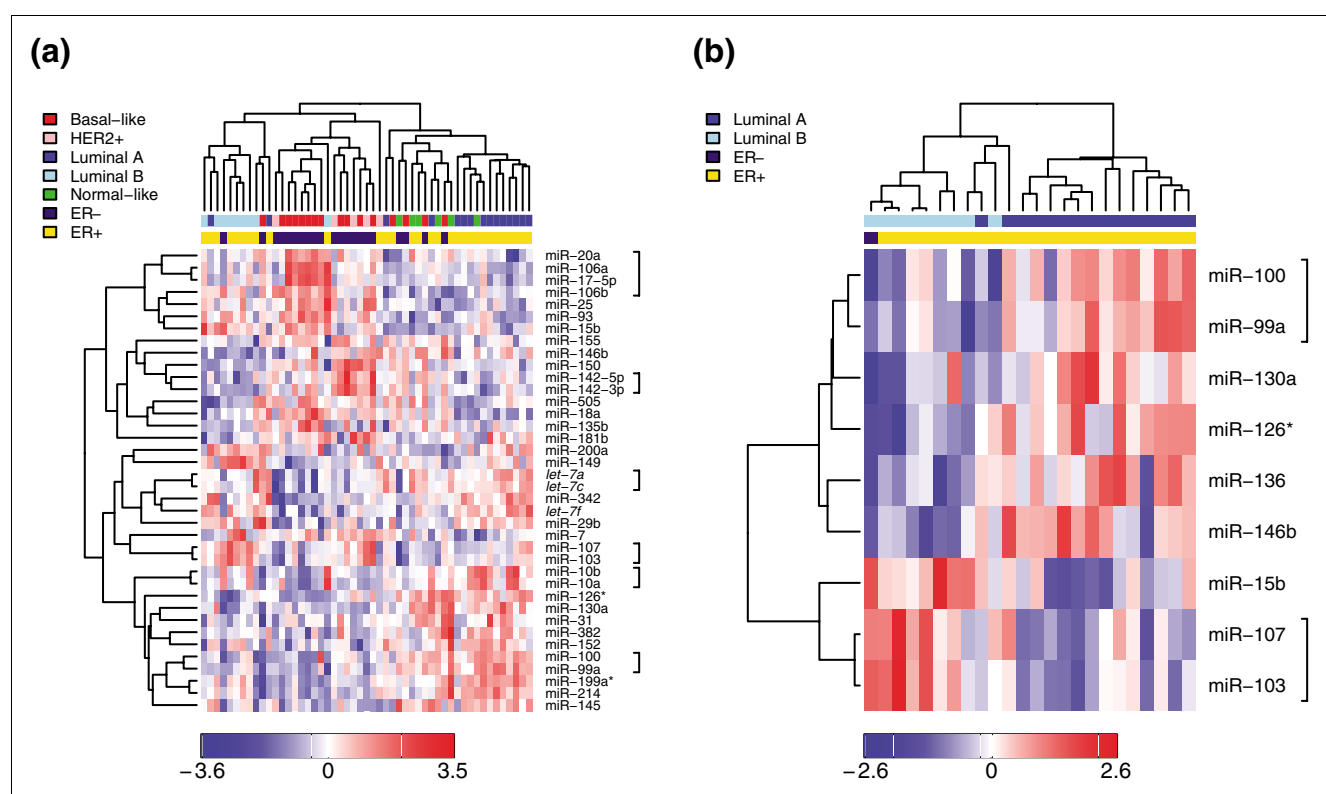 (a)
Basal−like
HER2+
Luminal A
Luminal B
Normal−like
ER−
ER+
miR−20a
miR−106a
miR−17−5p
miR−106b
miR−25
miR−93
miR−15b
miR−155
miR−146b
miR−150
miR−142−5p
miR−142−3p
miR−505
miR−18a
miR−135b
miR−181b
miR−200a
miR−149
let−7a
let−7c
miR−342
let−7f
miR−29b
miR−7
miR−107
miR−103
miR−10b
miR−10a
miR−126*
miR−130a
miR−31
miR−382
miR−152
miR−100
miR−99a
miR−199a*
miR−214
miR−145
−3.6 0 3.5
(b)
Luminal A
Luminal B
ER−
ER+
miR−100
miR−99a
miR−130a
miR−126*
miR−136
miR−146b
miR−15b
miR−107
miR−103
−2.6 0 2.6